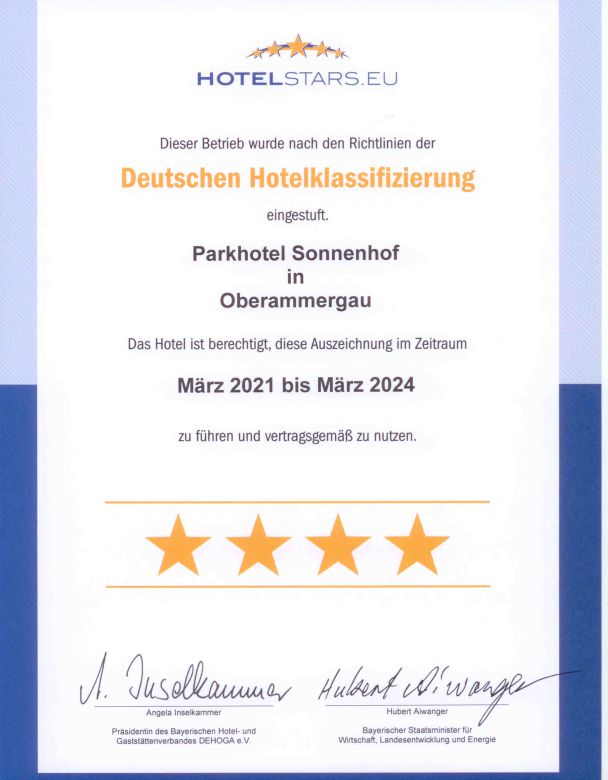 HOTELSTARS.EU
Dieser Betrieb wurde nach den Richtlinien der
Deutschen Hotelklassifizierung
eingestuft.
Parkhotel Sonnenhof
in
Oberammergau
Das Hotel ist berechtigt, diese Auszeichnung im Zeitraum
März 2021 bis März 2024
zu führen und vertragsgemäß zu nutzen.
A. Inselkammer
Hubert Aiwanger
Angela Inselkammer
Hubert Aiwanger
Präsidentin des Bayerischen Hotel- und
Gaststättenverbandes DEHOGA e.V.
Bayerischer Staatsminister für
Wirtschaft, Landesentwicklung und Energie